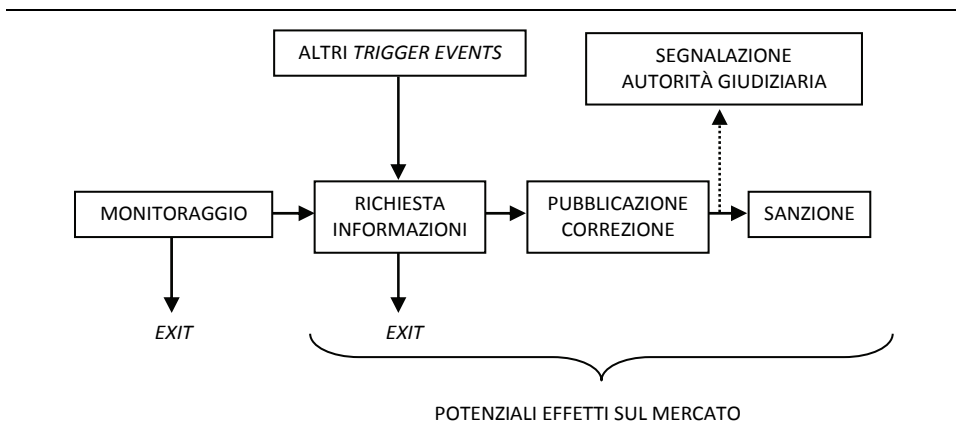 ALTRI TRIGGER EVENTS
SEGNALAZIONE
AUTORITÀ GIUDIZIARIA
MONITORAGGIO
RICHIESTA
INFORMAZIONI
PUBBLICAZIONE
CORREZIONE
SANZIONE
EXIT
EXIT
POTENZIALI EFFETTI SUL MERCATO